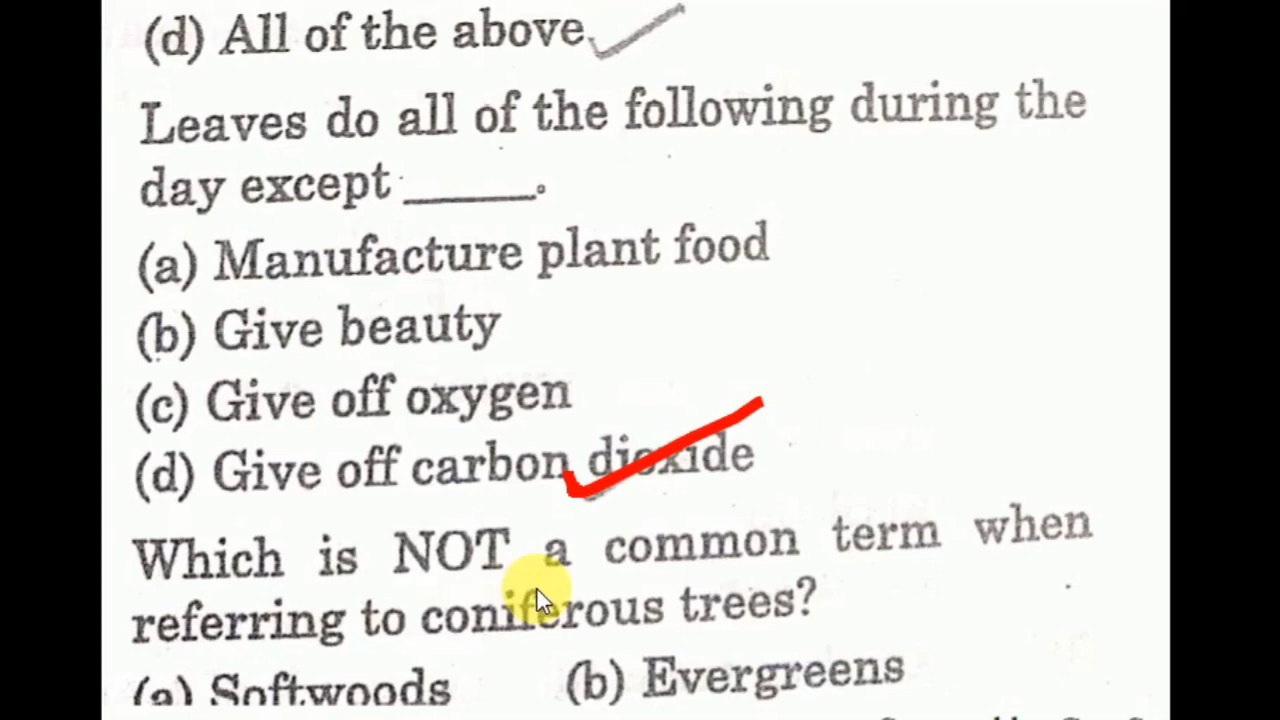 (d) All of the above.
Leaves do all of the following during the
day except _____.
(a) Manufacture plant food
(b) Give beauty
(c) Give off oxygen
(d) Give off carbon dioxide
Which is NOT a common term when
referring to coniferous trees?
(a) Softwoods (b) Evergreens